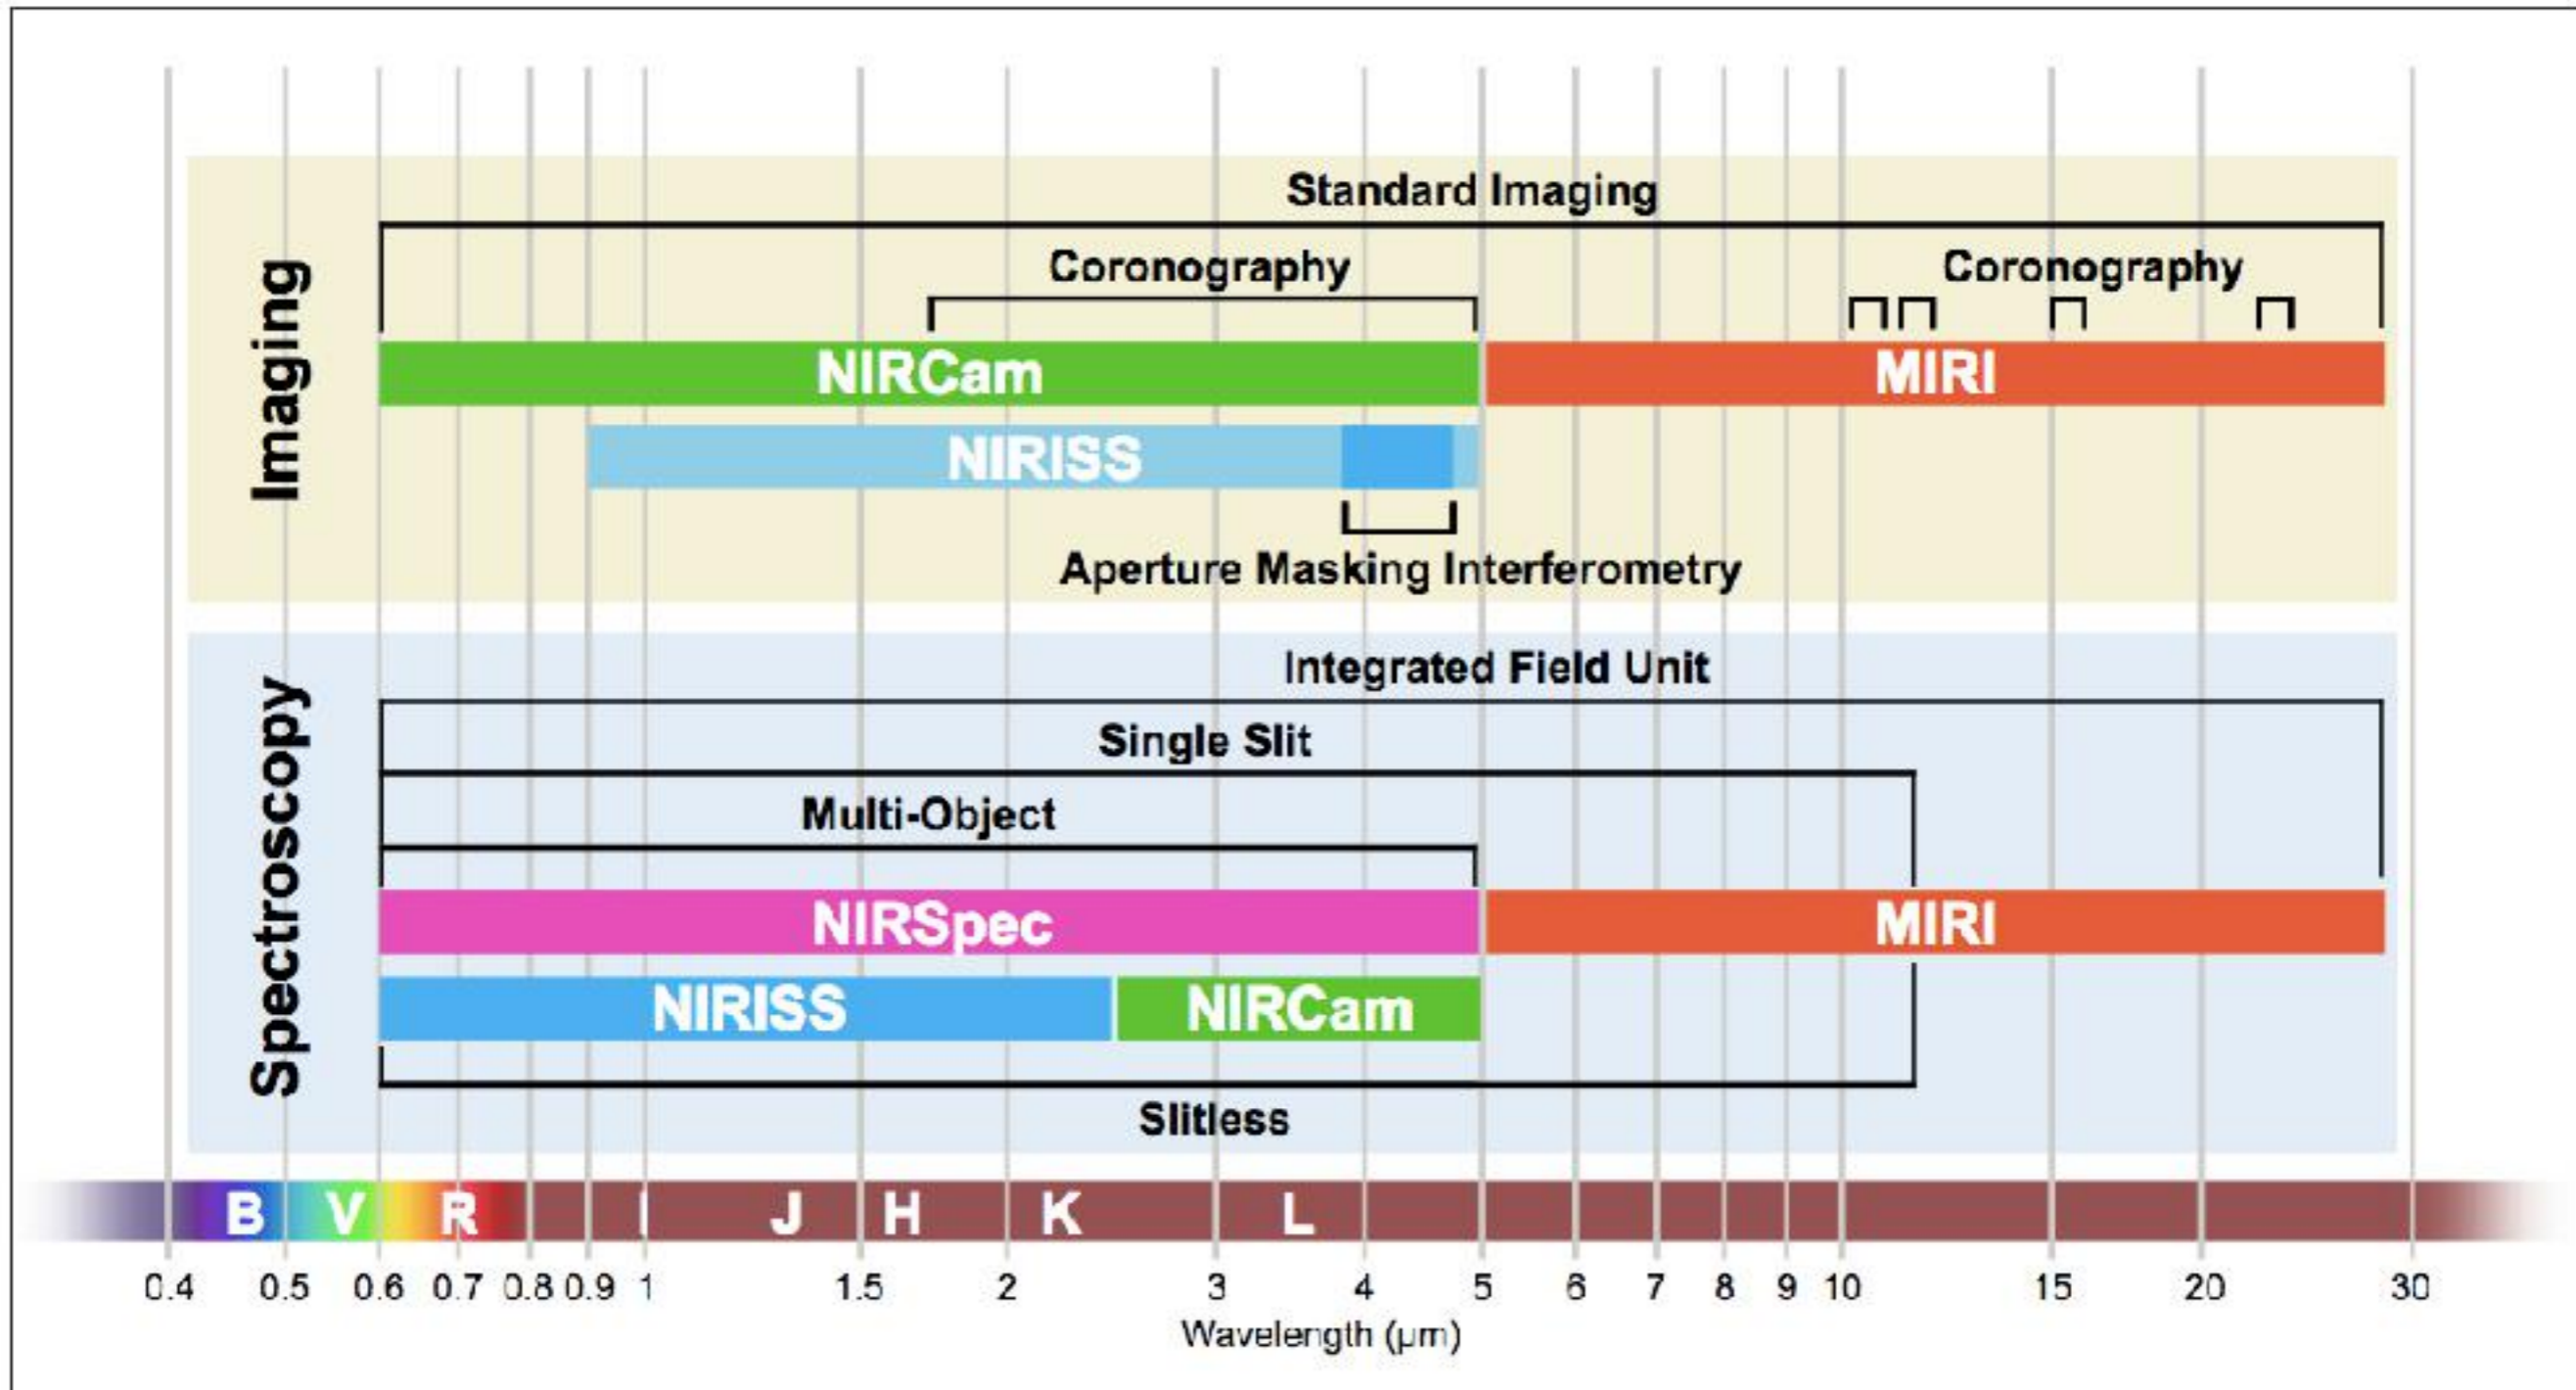 Imaging
Standard Imaging
Coronography
Coronography
NIRCam
MIRI
NIRISS
Aperture Masking Interferometry
Spectroscopy
Integrated Field Unit
Single Slit
Multi-Object
NIRSpec
MIRI
NIRISS
NIRCam
Slitless
B V R I J H K L
0.4 0.5 0.6 0.7 0.8 0.9 1 1.5 2 3 4 5 6 7 8 9 10 15 20 30
Wavelength (μm)